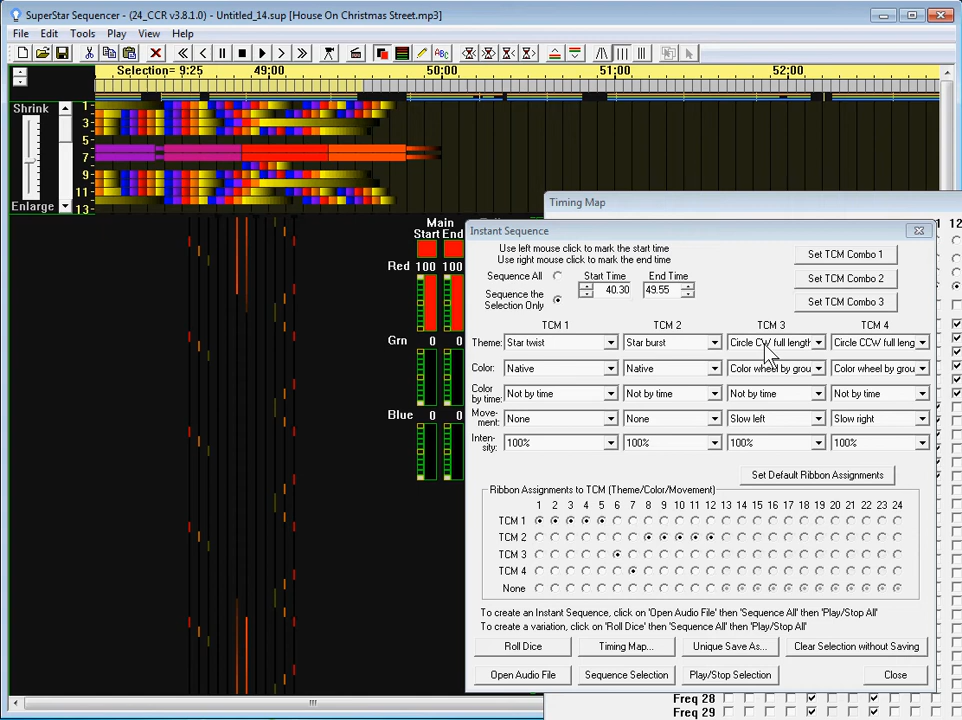 SuperStar Sequencer - (24_CCR v3.8.1.0) - Untitled_14.sup [House On Christmas Street.mp3]
File Edit Tools Play View Help
Selection= 9:25 49:00 50:00 51:00 52:00
Shrink
Enlarge
1
3
5
7
9
11
13
Timing Map
Main
Start End
Red 100 100
Grn 0 0
Blue 0 0
Instant Sequence
Use left mouse click to mark the start time
Use right mouse click to mark the end time
Sequence All
Sequence the Selection Only
Start Time End Time
40.30 49.55
Set TCM Combo 1
Set TCM Combo 2
Set TCM Combo 3
TCM 1 TCM 2 TCM 3 TCM 4
Theme: Star twist Star burst Circle CW full length Circle CCW full leng
Color: Native Native Color wheel by grou Color wheel by grou
Color by time: Not by time Not by time Not by time Not by time
Move-ment: None None Slow left Slow right
Inten-sity: 100% 100% 100% 100%
Set Default Ribbon Assignments
Ribbon Assignments to TCM (Theme/Color/Movement)
1 2 3 4 5 6 7 8 9 10 11 12 13 14 15 16 17 18 19 20 21 22 23 24
TCM 1
TCM 2
TCM 3
TCM 4
None
To create an Instant Sequence, click on 'Open Audio File' then 'Sequence All' then 'Play/Stop All'
To create a variation, click on 'Roll Dice' then 'Sequence All' then 'Play/Stop All'
Roll Dice Timing Map... Unique Save As... Clear Selection without Saving
Open Audio File Sequence Selection Play/Stop Selection Close
Freq 28
Freq 29
12